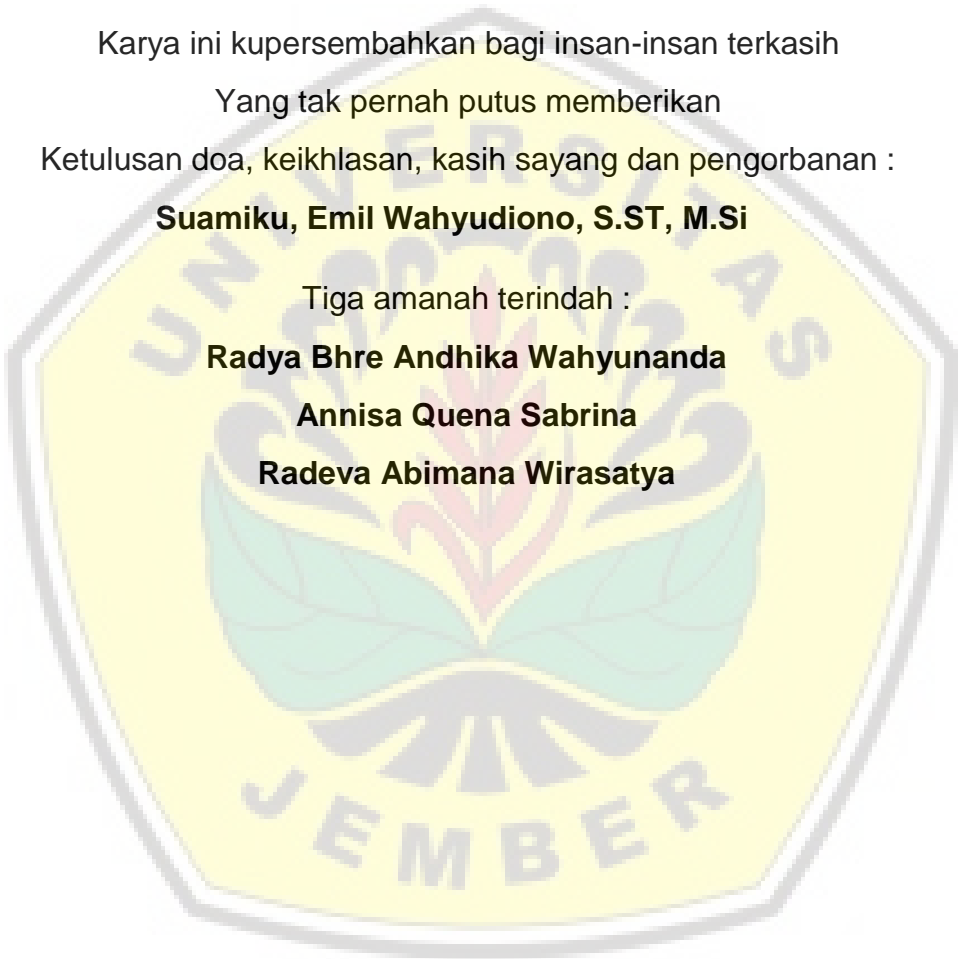 Karya ini kupersembahkan bagi insan-insan terkasih
Yang tak pernah putus memberikan
Ketulusan doa, keikhlasan, kasih sayang dan pengorbanan :
Suamiku, Emil Wahyudiono, S.ST, M.Si
Tiga amanah terindah :
Radya Bhre Andhika Wahyunanda
Annisa Quena Sabrina
Radeva Abimana Wirasatya
UNIVERSITAS
JEMBER